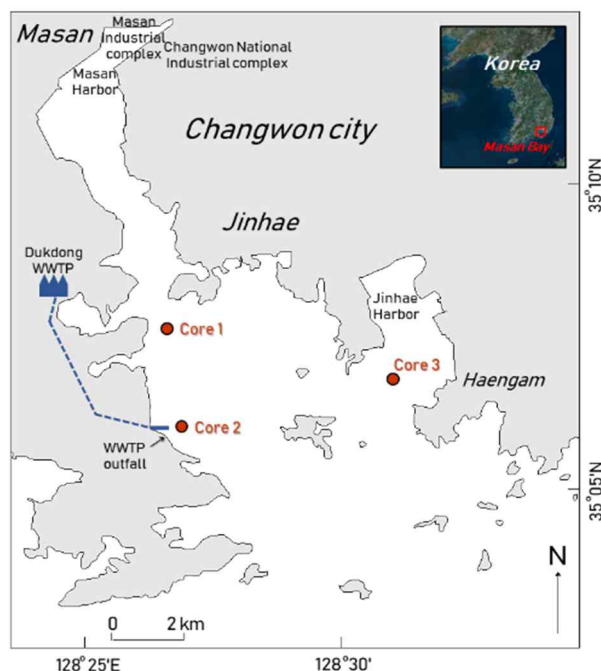 Masan
Masan
Industrial
complex
Changwon National
Industrial complex
Masan
Harbor
Korea
Masan Bay
Changwon city
35°10'N
Jinhae
Dukdong
WWTP
Jinhae
Harbor
Core 1
Core 3
Haengam
Core 2
WWTP
outfall
35°05'N
N
0 2 km
128°25'E
128°30'E